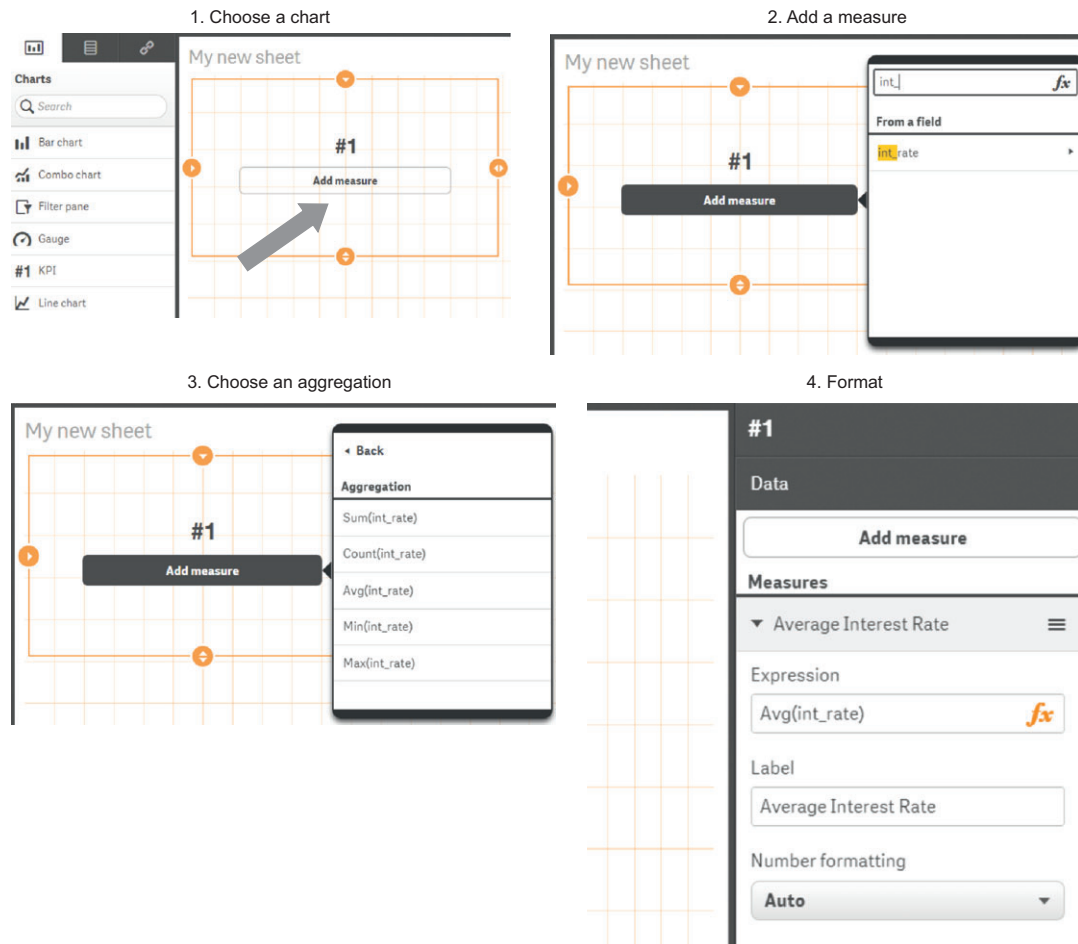 1. Choose a chart
My new sheet
Charts
Search
Bar chart
Combo chart
Filter pane
Gauge
#1 KPI
Line chart
#1
Add measure
2. Add a measure
My new sheet
#1
Add measure
int_ fx
From a field
int_rate
3. Choose an aggregation
My new sheet
#1
Add measure
Back
Aggregation
Sum(int_rate)
Count(int_rate)
Avg(int_rate)
Min(int_rate)
Max(int_rate)
4. Format
#1
Data
Add measure
Measures
Average Interest Rate
Expression
Avg(int_rate) fx
Label
Average Interest Rate
Number formatting
Auto